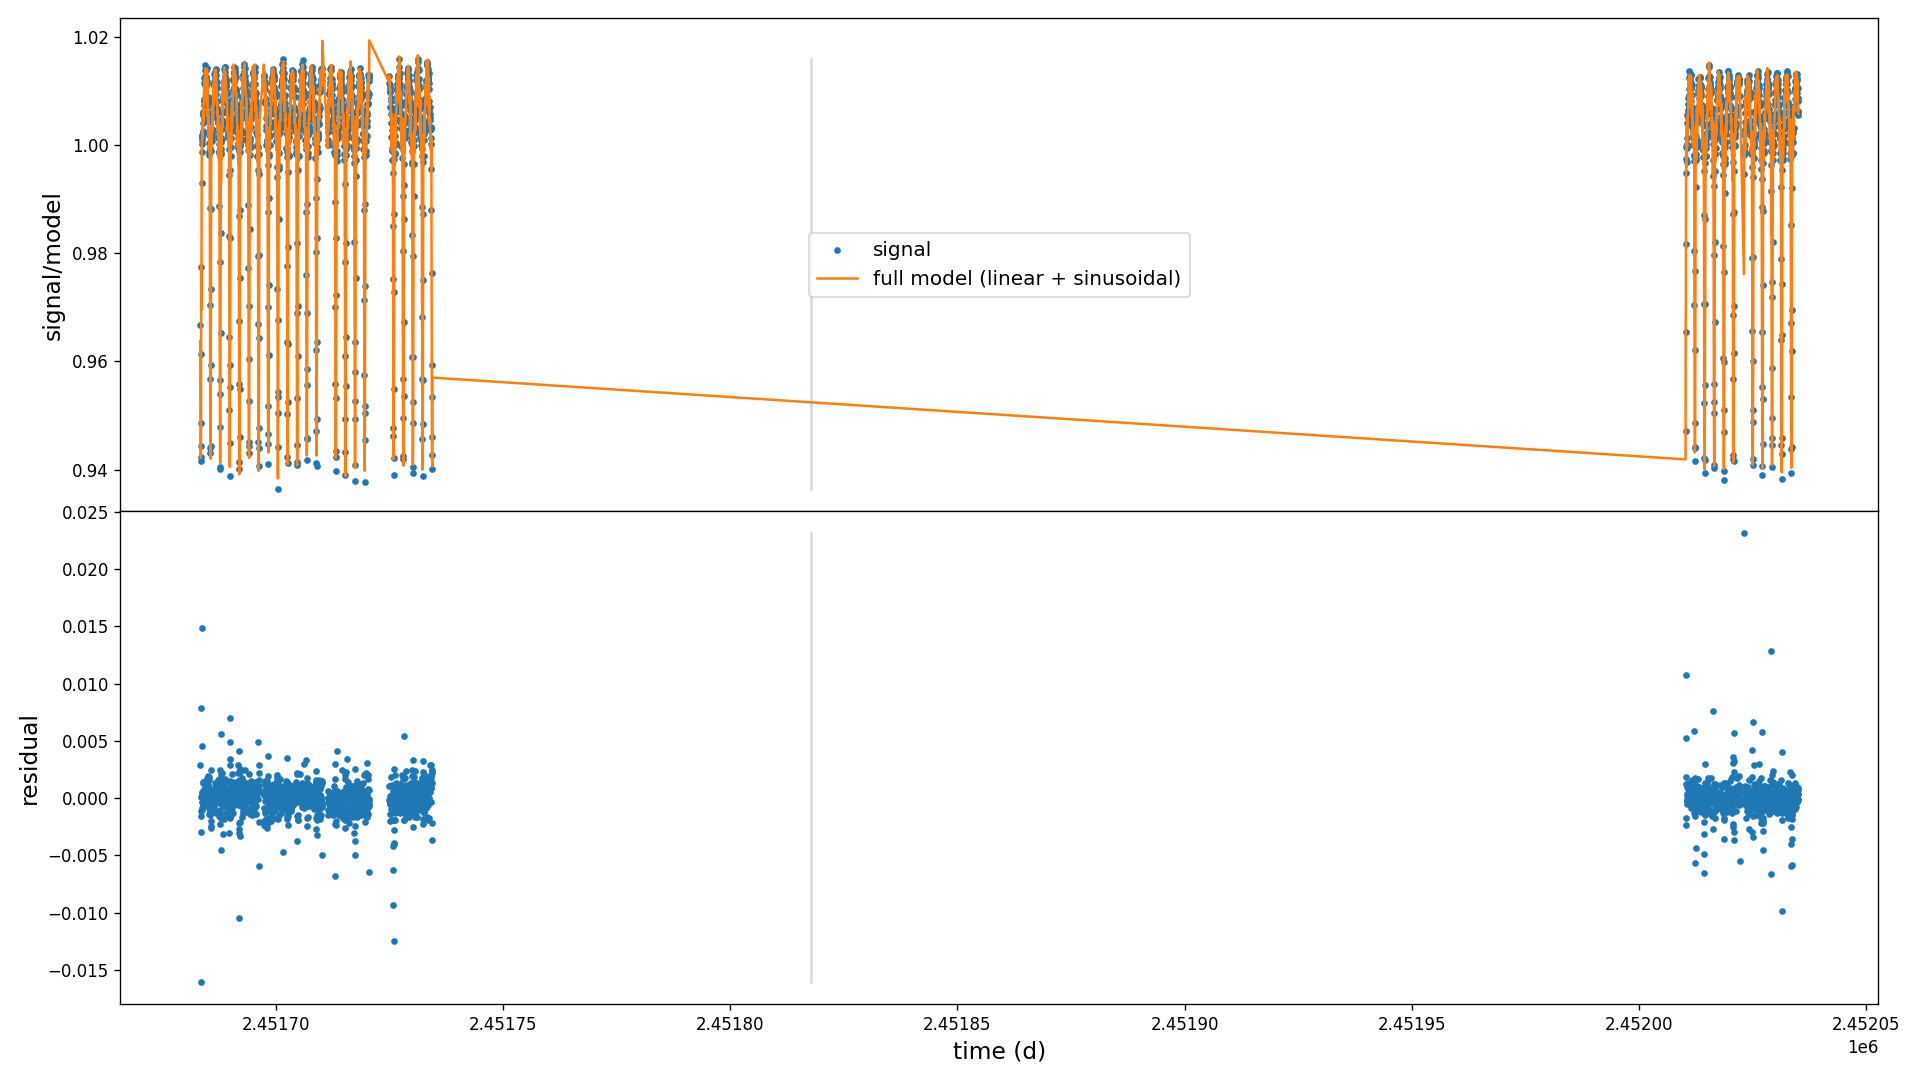 1.02
1.00
0.98
0.96
0.94
signal/model
signal
full model (linear + sinusoidal)
0.025
0.020
0.015
0.010
0.005
0.000
−0.005
−0.010
−0.015
residual
2.45170 2.45175 2.45180 2.45185 2.45190 2.45195 2.45200 2.45205
1e6
time (d)